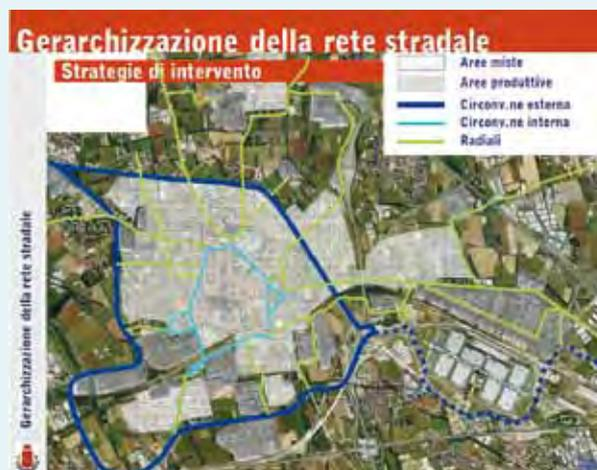 Gerarchizzazione della rete stradale
Strategie di intervento
Aree miste
Aree produttive
Circonv.ne esterna
Circonv.ne interna
Radiali
Gerarchizzazione della rete stradale